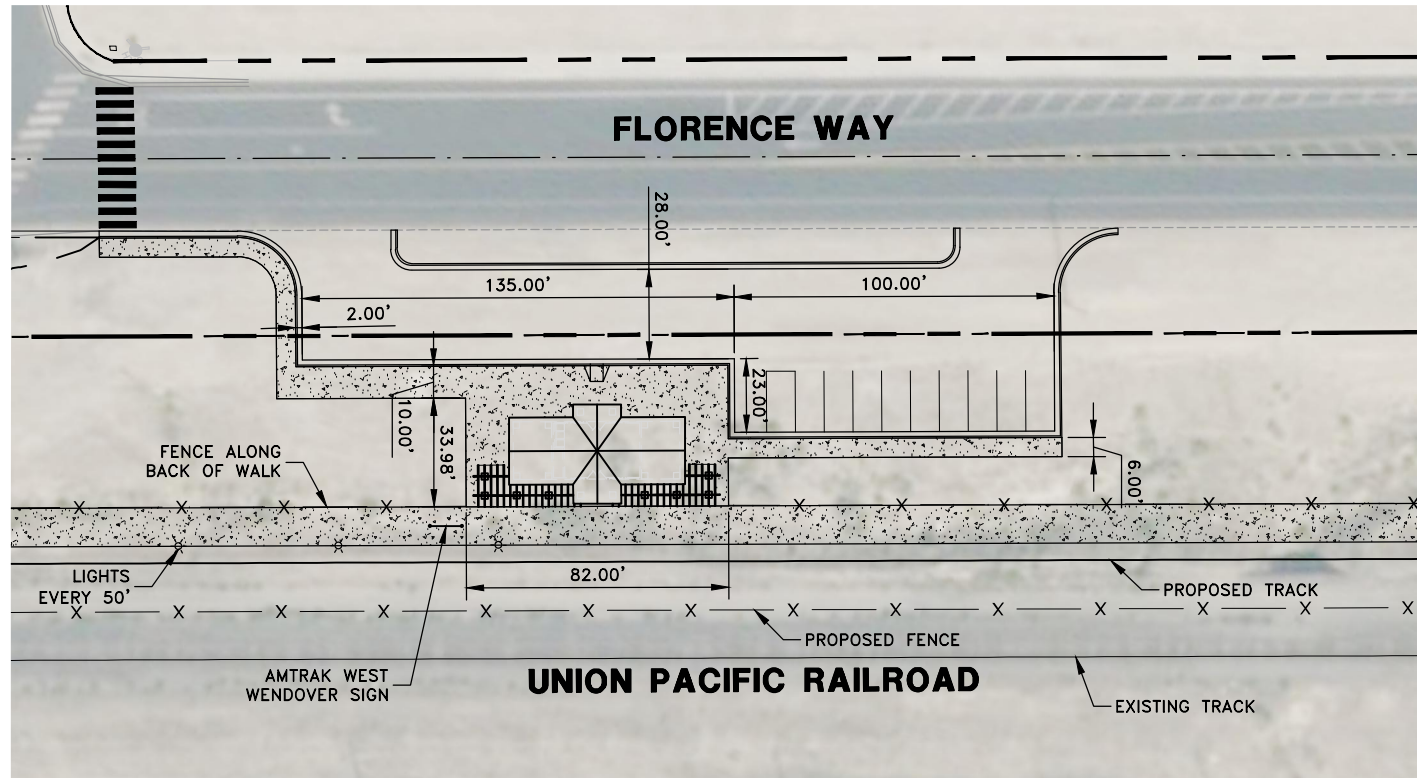 FLORENCE WAY
28.00'
135.00'
100.00'
2.00'
23.00'
10.00'
33.98'
6.00'
FENCE ALONG
BACK OF WALK
X X X X X X X X X X X
LIGHTS
EVERY 50'
82.00'
PROPOSED TRACK
X X X X X X X X X X X X X X
PROPOSED FENCE
AMTRAK WEST
WENDOVER SIGN
UNION PACIFIC RAILROAD
EXISTING TRACK